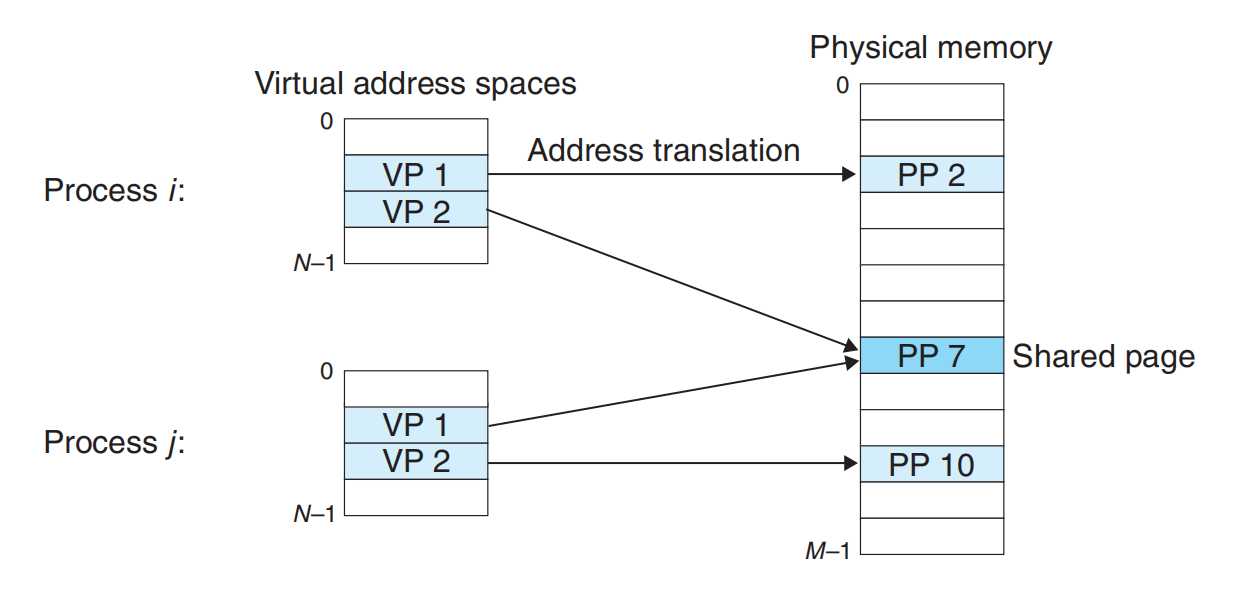 Physical memory
Virtual address spaces
0
0
Address translation
Process i:
VP 1
PP 2
VP 2
N–1
PP 7
Shared page
0
VP 1
Process j:
VP 2
PP 10
N–1
M–1